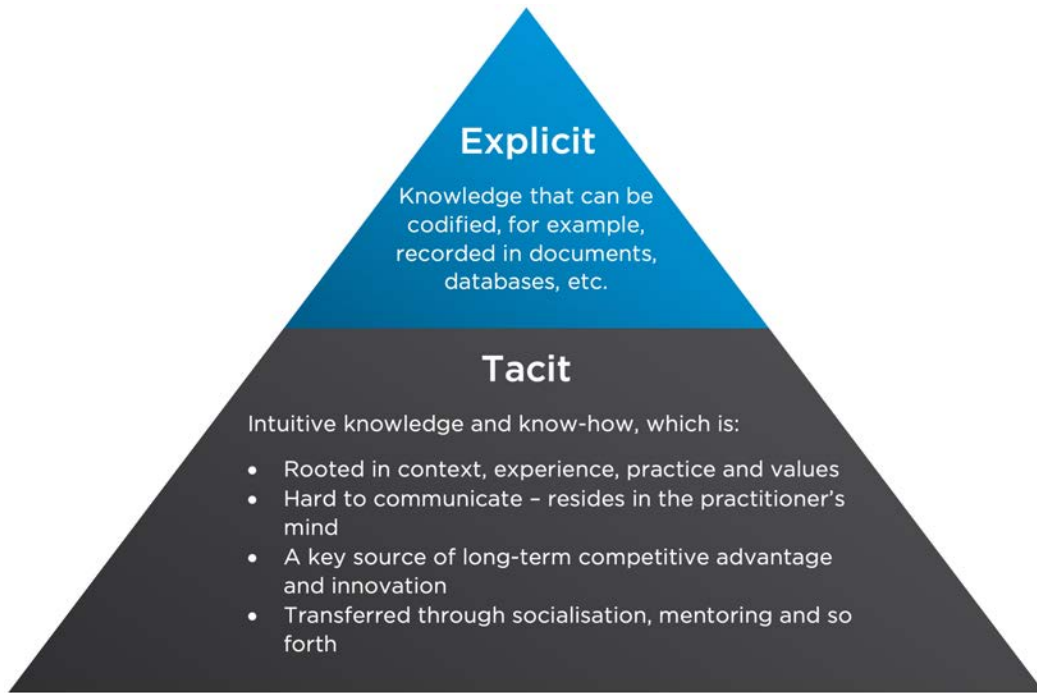 Explicit
Knowledge that can be
codified, for example,
recorded in documents,
databases, etc.
Tacit
Intuitive knowledge and know-how, which is:
• Rooted in context, experience, practice and values
• Hard to communicate – resides in the practitioner’s
mind
• A key source of long-term competitive advantage
and innovation
• Transferred through socialisation, mentoring and so
forth